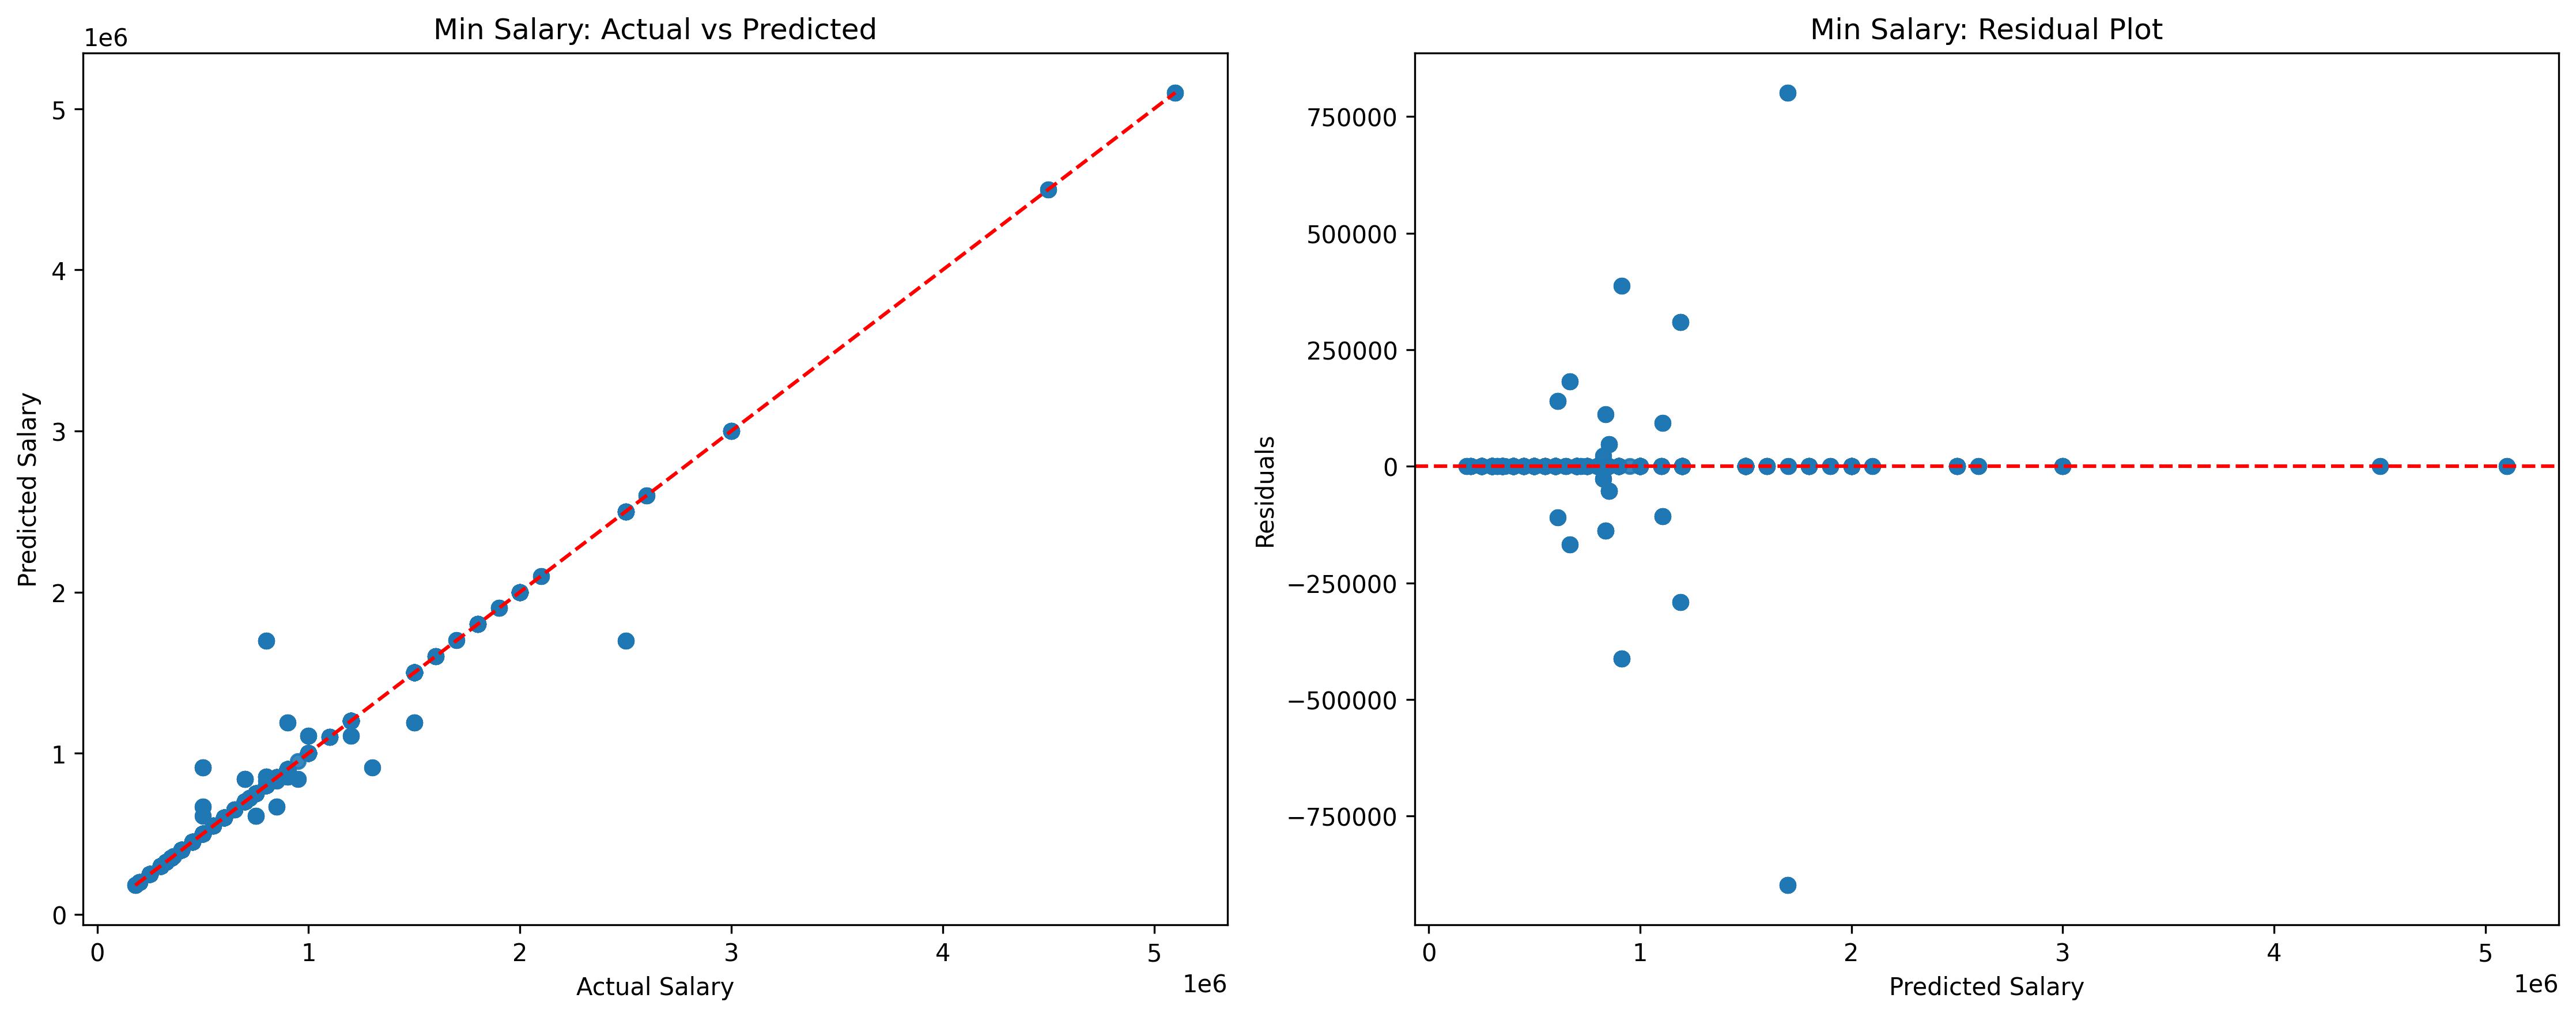 Min Salary: Actual vs Predicted
1e6
5
4
3
2
1
0
Predicted Salary
0 1 2 3 4 5
1e6
Actual Salary
Min Salary: Residual Plot
750000
500000
250000
0
−250000
−500000
−750000
Residuals
0 1 2 3 4 5
1e6
Predicted Salary